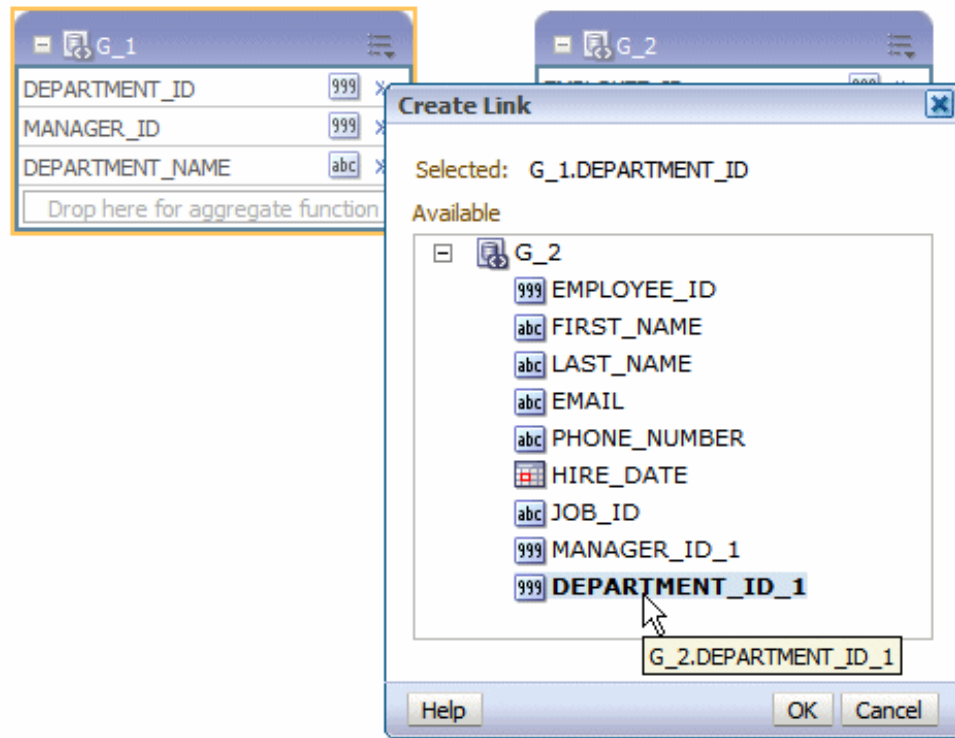 G_1
G_2
DEPARTMENT_ID 999
MANAGER_ID 999
DEPARTMENT_NAME abc
Drop here for aggregate function
Create Link
Selected: G_1.DEPARTMENT_ID
Available
G_2
999 EMPLOYEE_ID
abc FIRST_NAME
abc LAST_NAME
abc EMAIL
abc PHONE_NUMBER
HIRE_DATE
abc JOB_ID
999 MANAGER_ID_1
999 DEPARTMENT_ID_1
G_2.DEPARTMENT_ID_1
Help OK Cancel